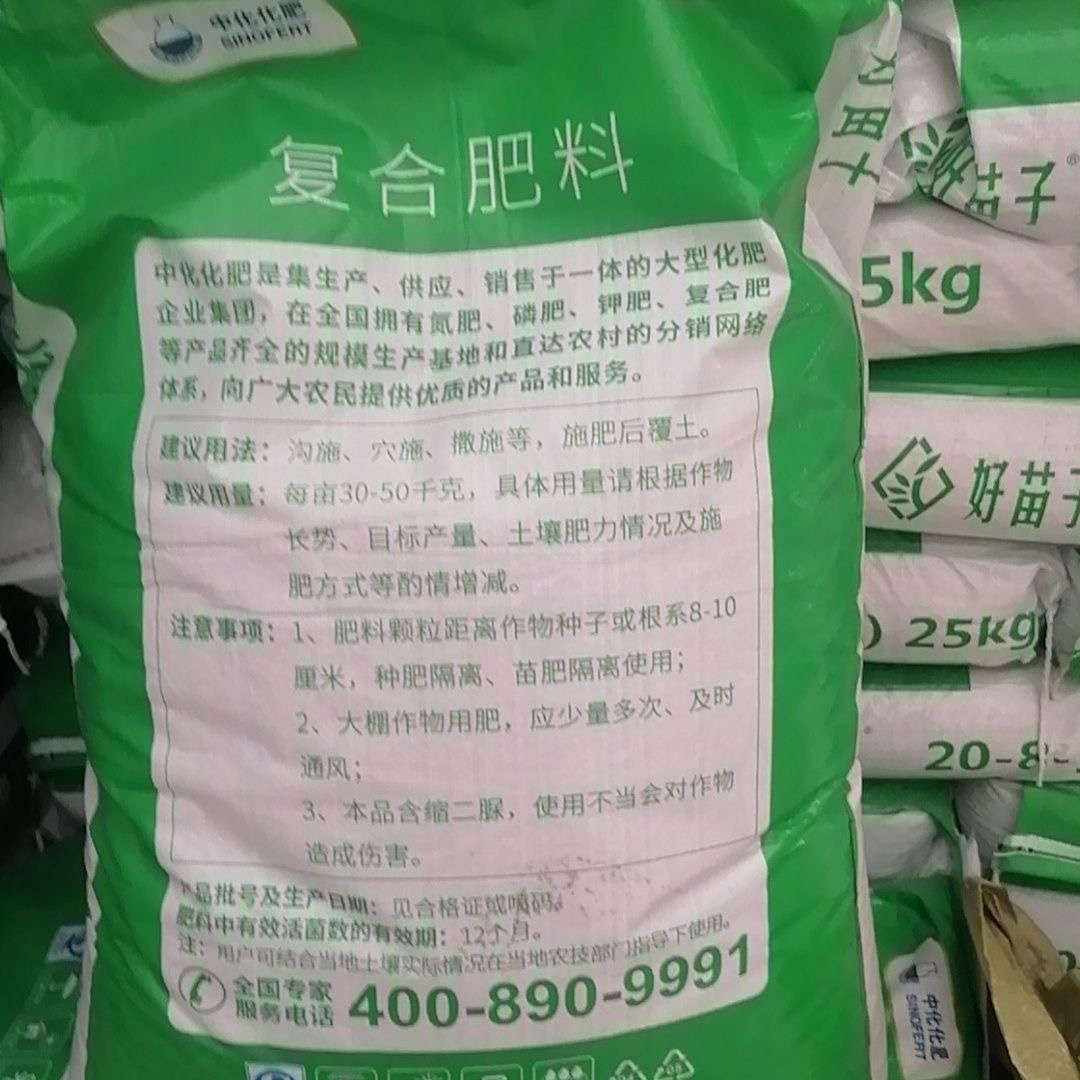 中化化肥
SINOFERT
复合肥料
中化化肥是集生产、供应、销售于一体的大型化肥
企业集团，在全国拥有氮肥、磷肥、钾肥、复合肥
等产品齐全的规模生产基地和直达农村的分销网络
体系，向广大农民提供优质的产品和服务。
建议用法：沟施、穴施、撒施等，施肥后覆土。
建议用量：每亩30-50千克，具体用量请根据作物
长势、目标产量、土壤肥力情况及施
肥方式等酌情增减。
注意事项：1、肥料颗粒距离作物种子或根系8-10
厘米，种肥隔离、苗肥隔离使用；
2、大棚作物用肥，应少量多次、及时
通风；
3、本品含缩二脲，使用不当会对作物
造成伤害。
品批号及生产日期：见合格证或喷码。
肥料中有效活菌数的有效期：12个月。
注：用户可结合当地土壤实际情况在当地农技部门指导下使用。
全国专家
服务电话
400-890-9991
苗子
5kg
好苗子
25kg
20-8-
中化化肥
SINOFERT